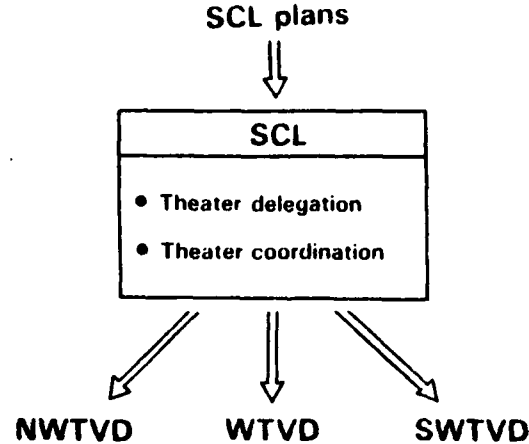 SCL plans
SCL
● Theater delegation
● Theater coordination
NWTVD WTVD SWTVD